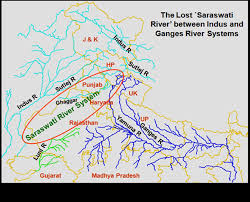 The Lost `Saraswati
River' between Indus and
Ganges River Systems
Indus R
J & K
Sutlej R
HP
Sutlej R
Punjab
Indus R
UK
Ghaggar
Haryana
Saraswati River System
UP
Yamuna R
Ganges R
Rajasthan
Luni R
Gujarat
Madhya Pradesh